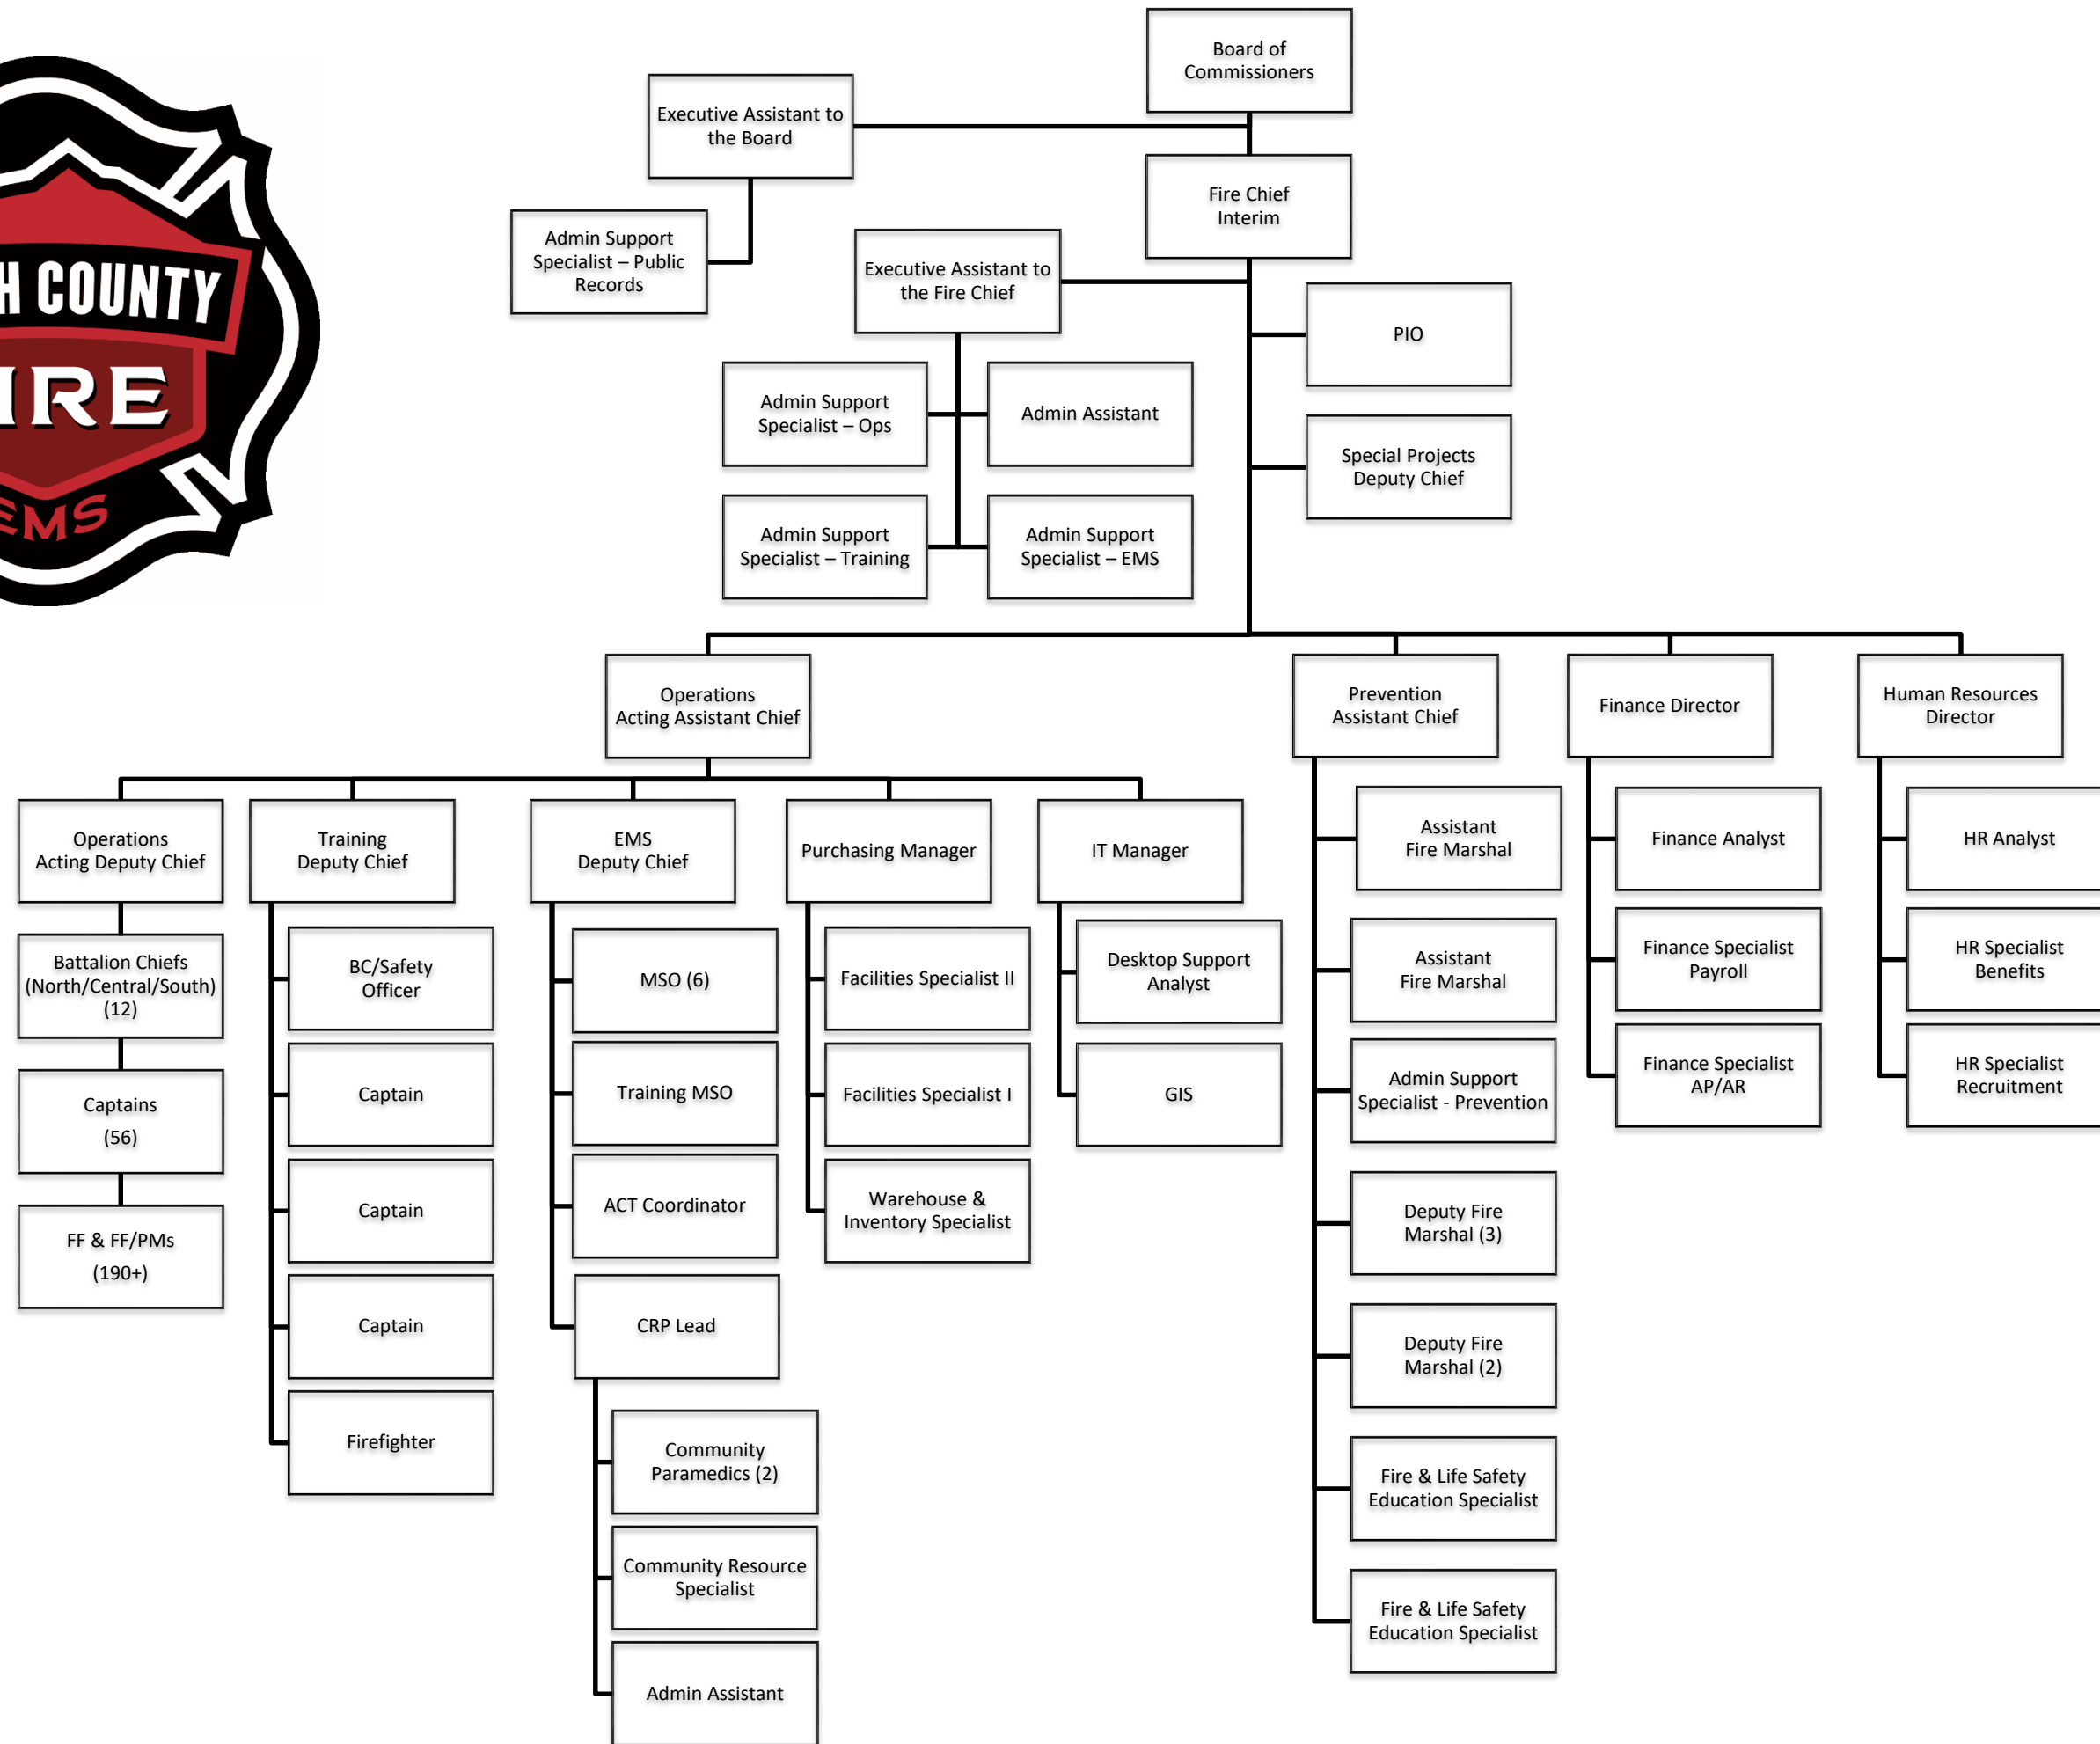 Board of
Commissioners
Executive Assistant to
the Board
Fire Chief
Interim
Admin Support
Specialist – Public
Records
Executive Assistant to
the Fire Chief
H COUNTY
IRE
EMS
PIO
Admin Support
Specialist – Ops
Admin Assistant
Special Projects
Deputy Chief
Admin Support
Specialist – Training
Admin Support
Specialist – EMS
Operations
Acting Assistant Chief
Prevention
Assistant Chief
Finance Director
Human Resources
Director
Operations
Acting Deputy Chief
Training
Deputy Chief
EMS
Deputy Chief
Purchasing Manager
IT Manager
Battalion Chiefs
(North/Central/South)
(12)
Captains
(56)
FF & FF/PMs
(190+)
BC/Safety
Officer
Captain
Captain
Captain
Firefighter
MSO (6)
Training MSO
ACT Coordinator
CRP Lead
Community
Paramedics (2)
Community Resource
Specialist
Admin Assistant
Facilities Specialist II
Facilities Specialist I
Warehouse &
Inventory Specialist
Desktop Support
Analyst
GIS
Assistant
Fire Marshal
Assistant
Fire Marshal
Admin Support
Specialist - Prevention
Deputy Fire
Marshal (3)
Deputy Fire
Marshal (2)
Fire & Life Safety
Education Specialist
Fire & Life Safety
Education Specialist
Finance Analyst
Finance Specialist
Payroll
Finance Specialist
AP/AR
HR Analyst
HR Specialist
Benefits
HR Specialist
Recruitment